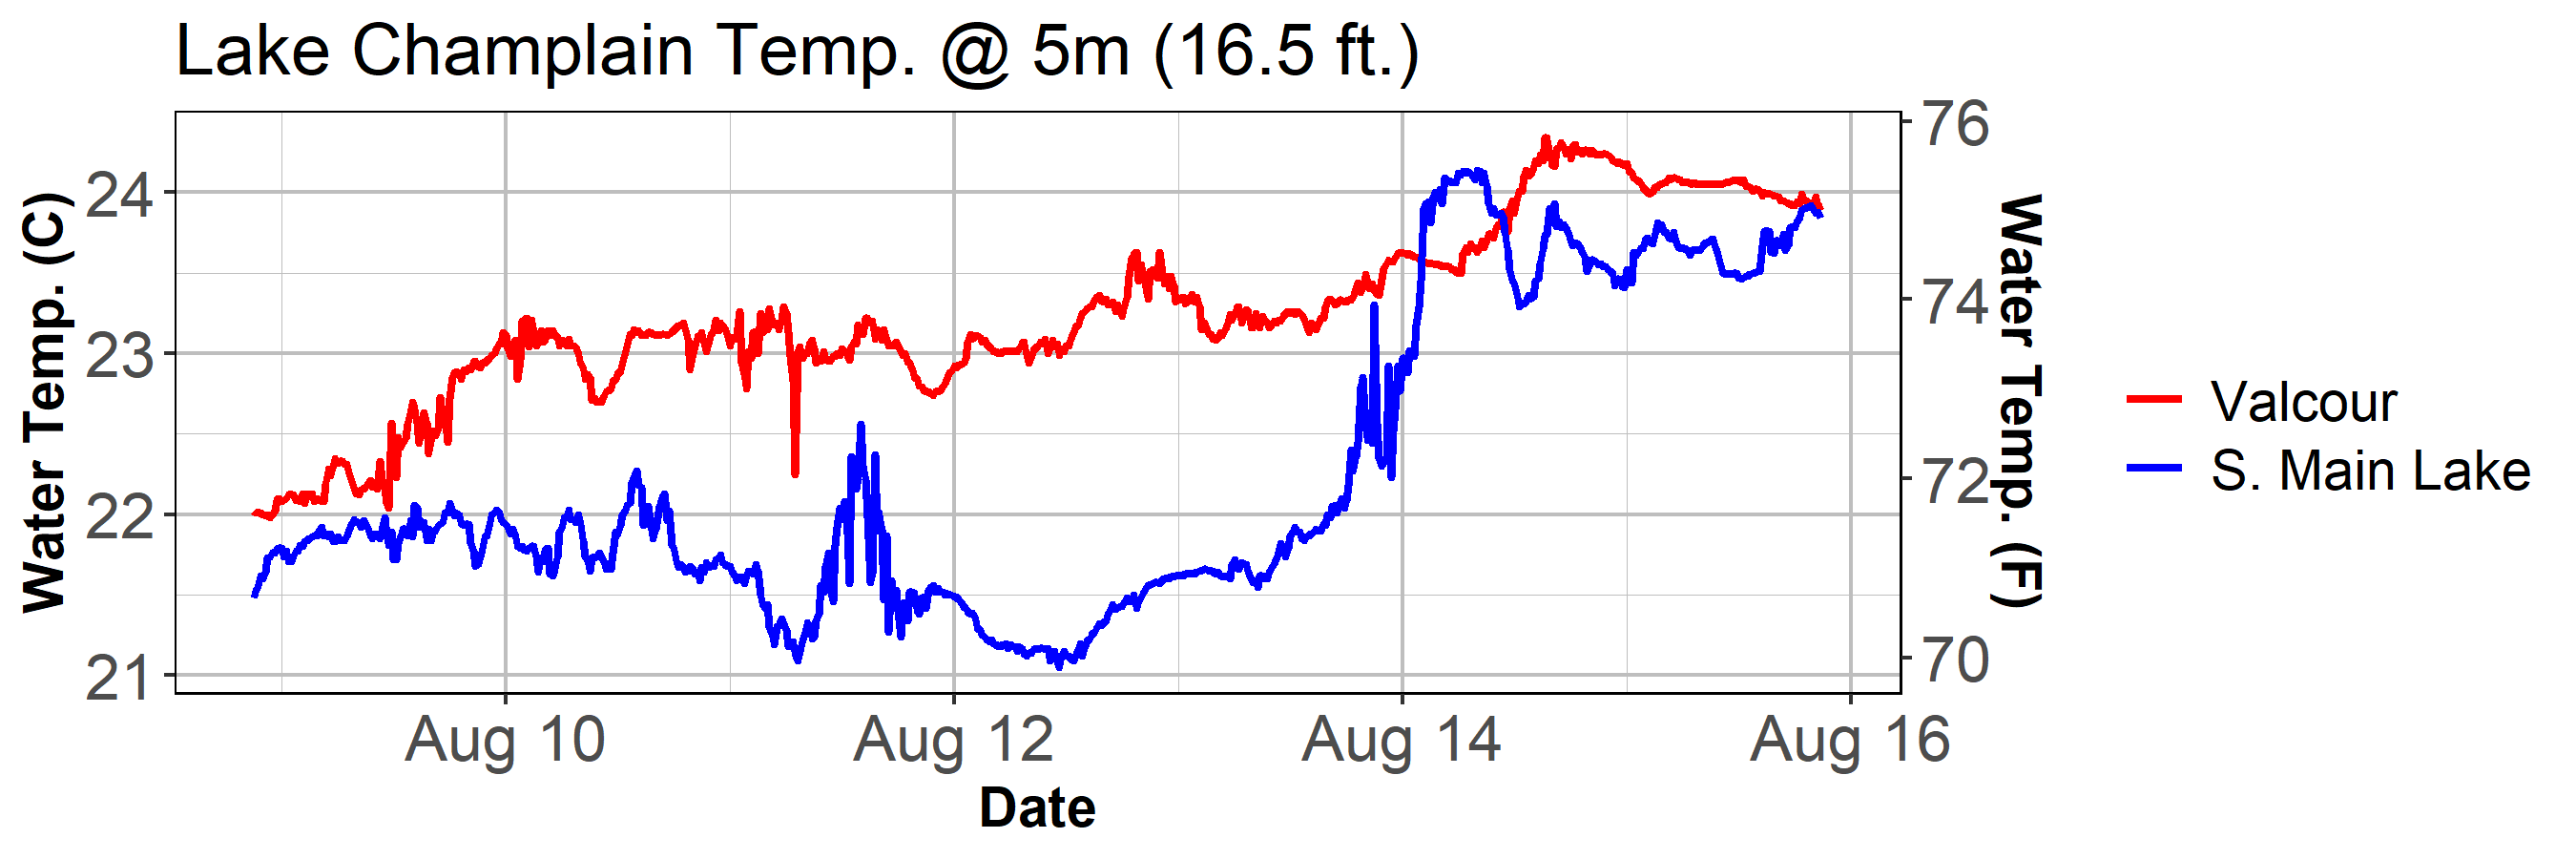 Lake Champlain Temp. @ 5m (16.5 ft.)
Water Temp. (C)
24
23
22
21
76
74
72
70
Water Temp. (F)
Aug 10
Aug 12
Aug 14
Aug 16
Date
Valcour
S. Main Lake